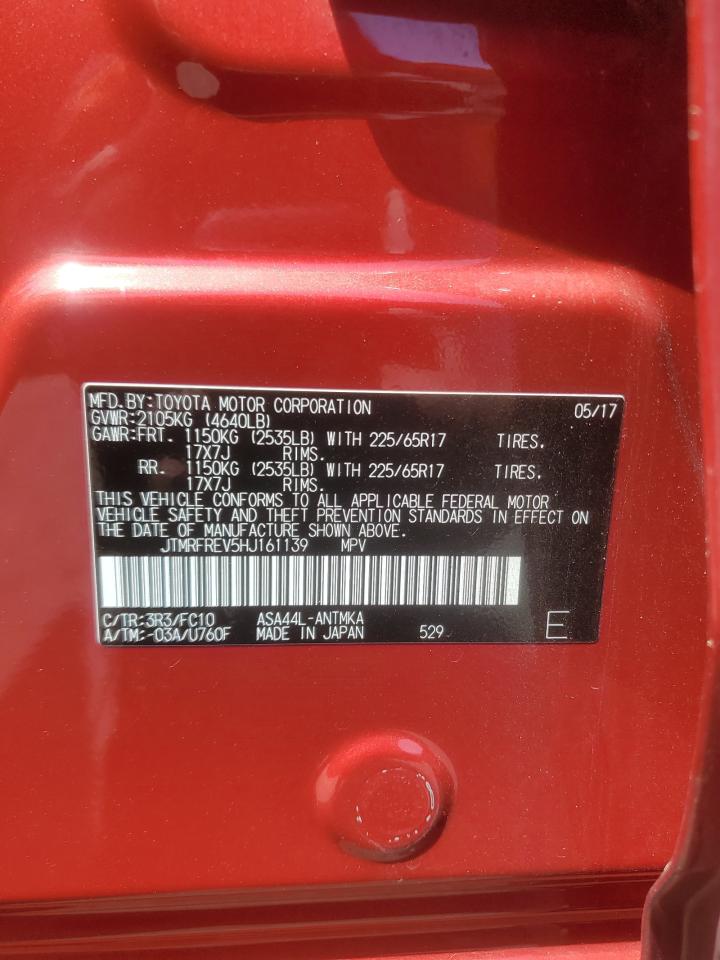 MFD.BY:TOYOTA MOTOR CORPORATION 05/17
GVWR:2105KG (4640LB)
GAWR:FRT. 1150KG (2535LB) WITH 225/65R17 TIRES.
17X7J RIMS.
RR. 1150KG (2535LB) WITH 225/65R17 TIRES.
17X7J RIMS.
THIS VEHICLE CONFORMS TO ALL APPLICABLE FEDERAL MOTOR
VEHICLE SAFETY AND THEFT PREVENTION STANDARDS IN EFFECT ON
THE DATE OF MANUFACTURE SHOWN ABOVE.
JTMRFREV5HJ161139 MPV
C/TR:3R3/FC10 ASA44L-ANTMKA
A/TM:-03A/U760F MADE IN JAPAN 529 E